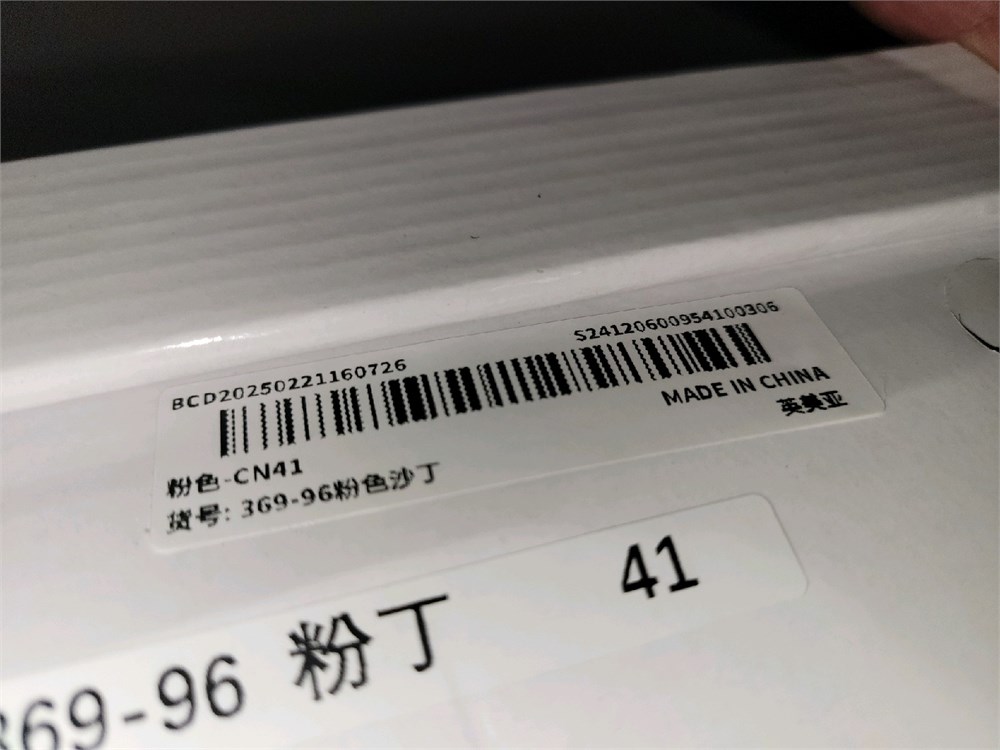 BCD20250221160726
S24120600954100306
MADE IN CHINA
英美亚
粉色-CN41
货号: 369-96粉色沙丁
369-96 粉丁 41